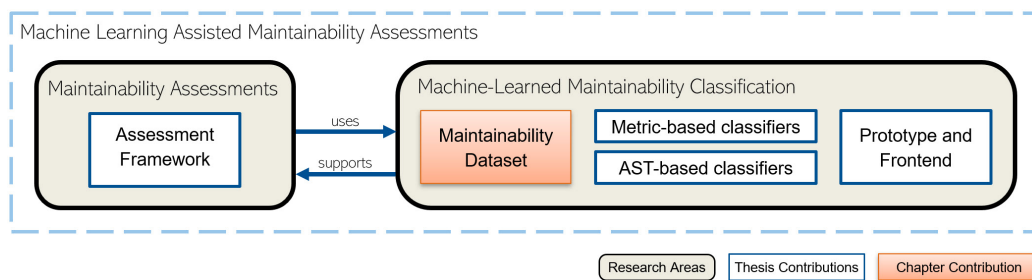 Machine Learning Assisted Maintainability Assessments
Maintainability Assessments
Assessment
Framework
uses
supports
Machine-Learned Maintainability Classification
Maintainability
Dataset
Metric-based classifiers
AST-based classifiers
Prototype and
Frontend
Research Areas
Thesis Contributions
Chapter Contribution